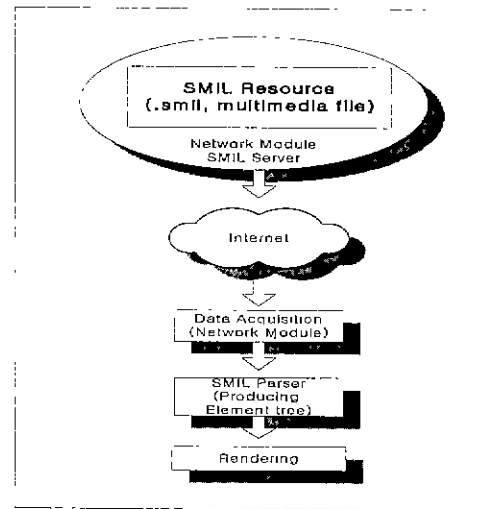 SMIL Resource
(.smil, multimedia file)
Network Module
SMIL Server
Internet
Data Acquisition
(Network Module)
SMIL Parser
(Producing
Element tree)
Rendering